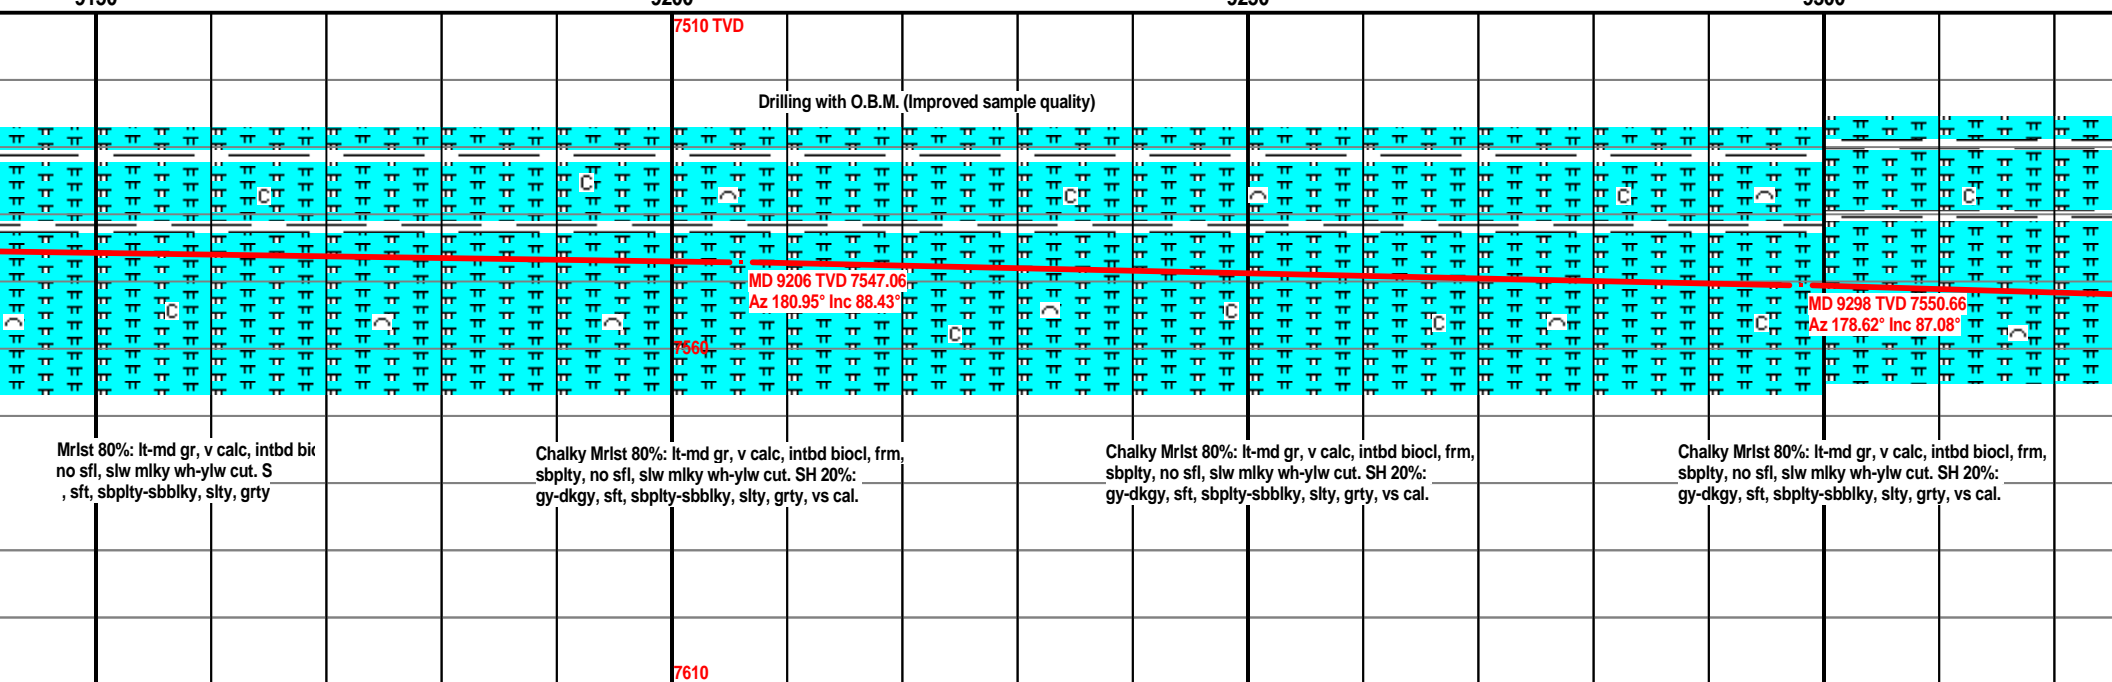 7510 TVD
Drilling with O.B.M. (Improved sample quality)
C
C
C
C
C
MD 9206 TVD 7547.06
Az 180.95° Inc 88.43°
MD 9298 TVD 7550.66
Az 178.62° Inc 87.08°
C
C
C
C
C
7560
Mrlst 80%: lt-md gr, v calc, intbd
no sfl, slw mlky wh-ylw cut. S
, sft, sbplty-sbblky, slty, grty
Chalky Mrlst 80%: lt-md gr, v calc, intbd biocl, frm,
sbplty, no sfl, slw mlky wh-ylw cut. SH 20%:
gy-dkgy, sft, sbplty-sbblky, slty, grty, vs cal.
Chalky Mrlst 80%: lt-md gr, v calc, intbd biocl, frm,
sbplty, no sfl, slw mlky wh-ylw cut. SH 20%:
gy-dkgy, sft, sbplty-sbblky, slty, grty, vs cal.
Chalky Mrlst 80%: lt-md gr, v calc, intbd biocl, frm,
sbplty, no sfl, slw mlky wh-ylw cut. SH 20%:
gy-dkgy, sft, sbplty-sbblky, slty, grty, vs cal.
7610